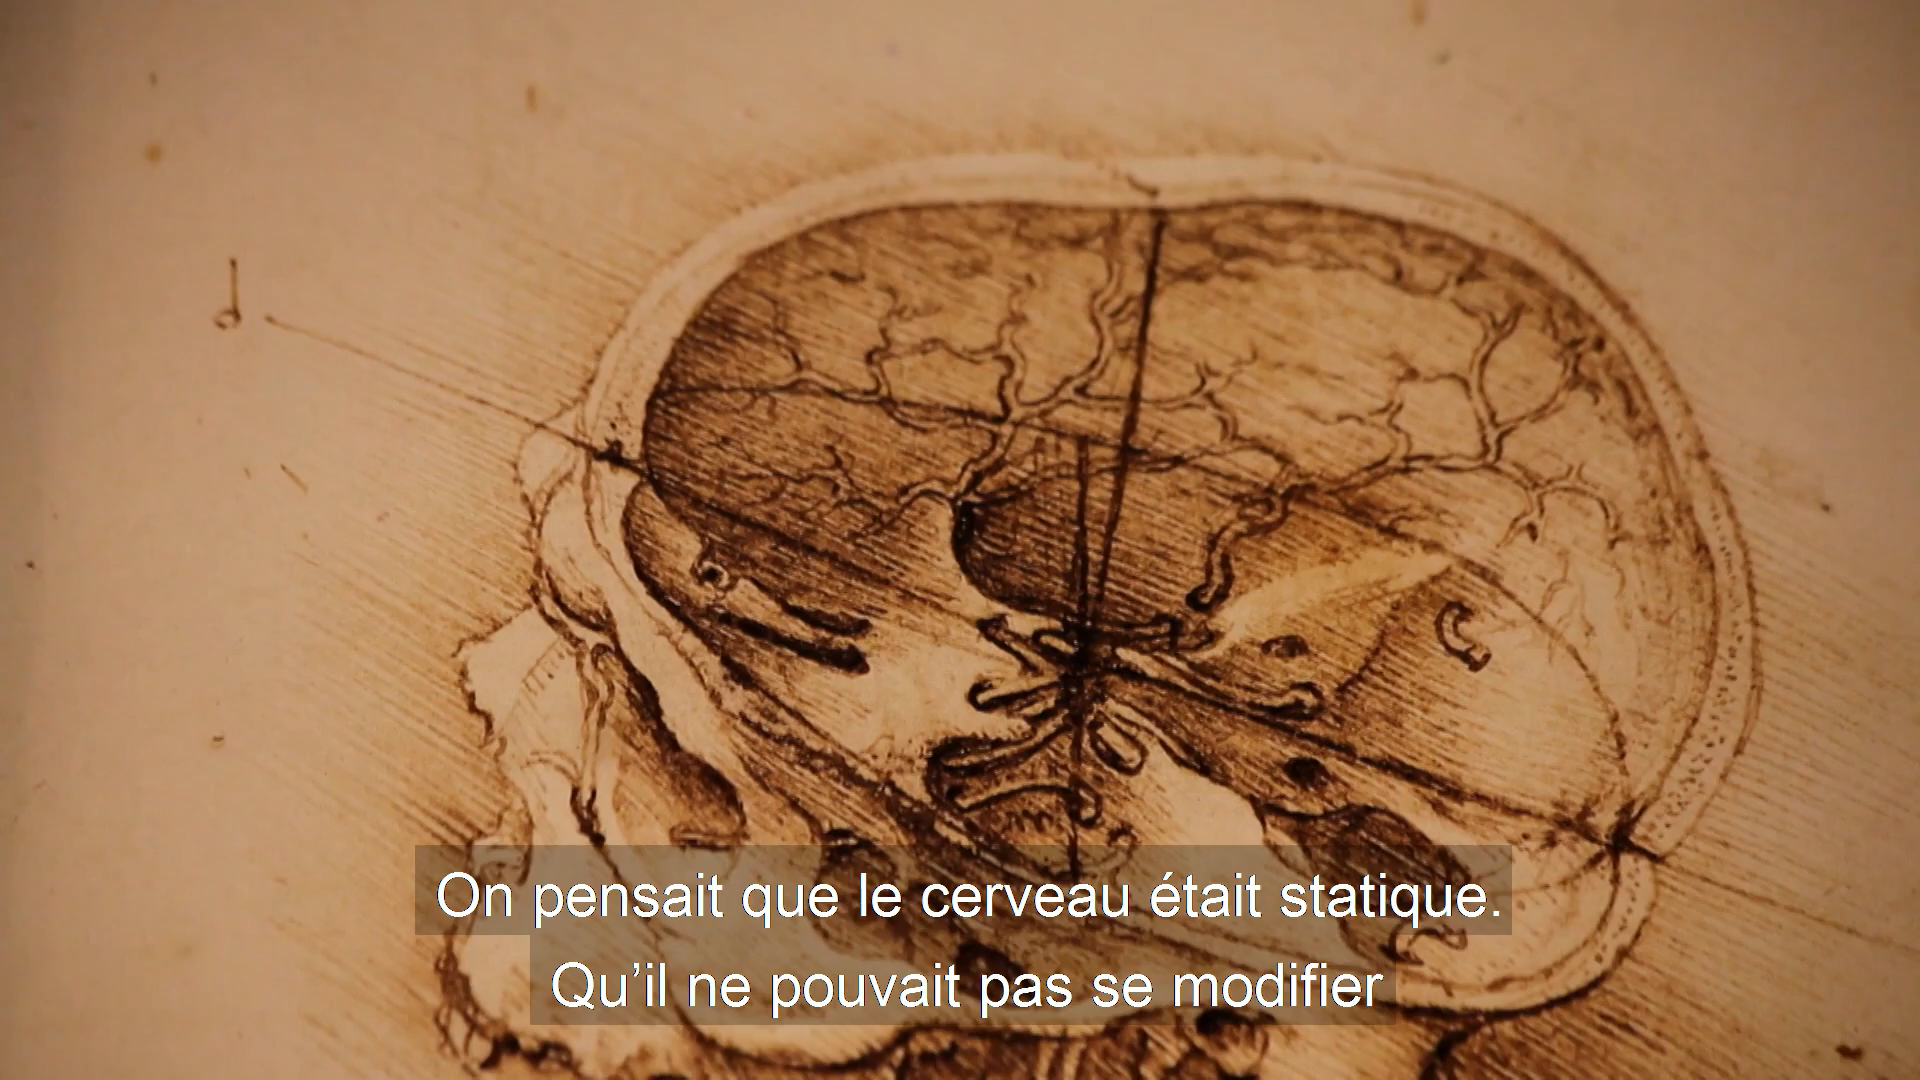 On pensait que le cerveau était statique.
Qu’il ne pouvait pas se modifier